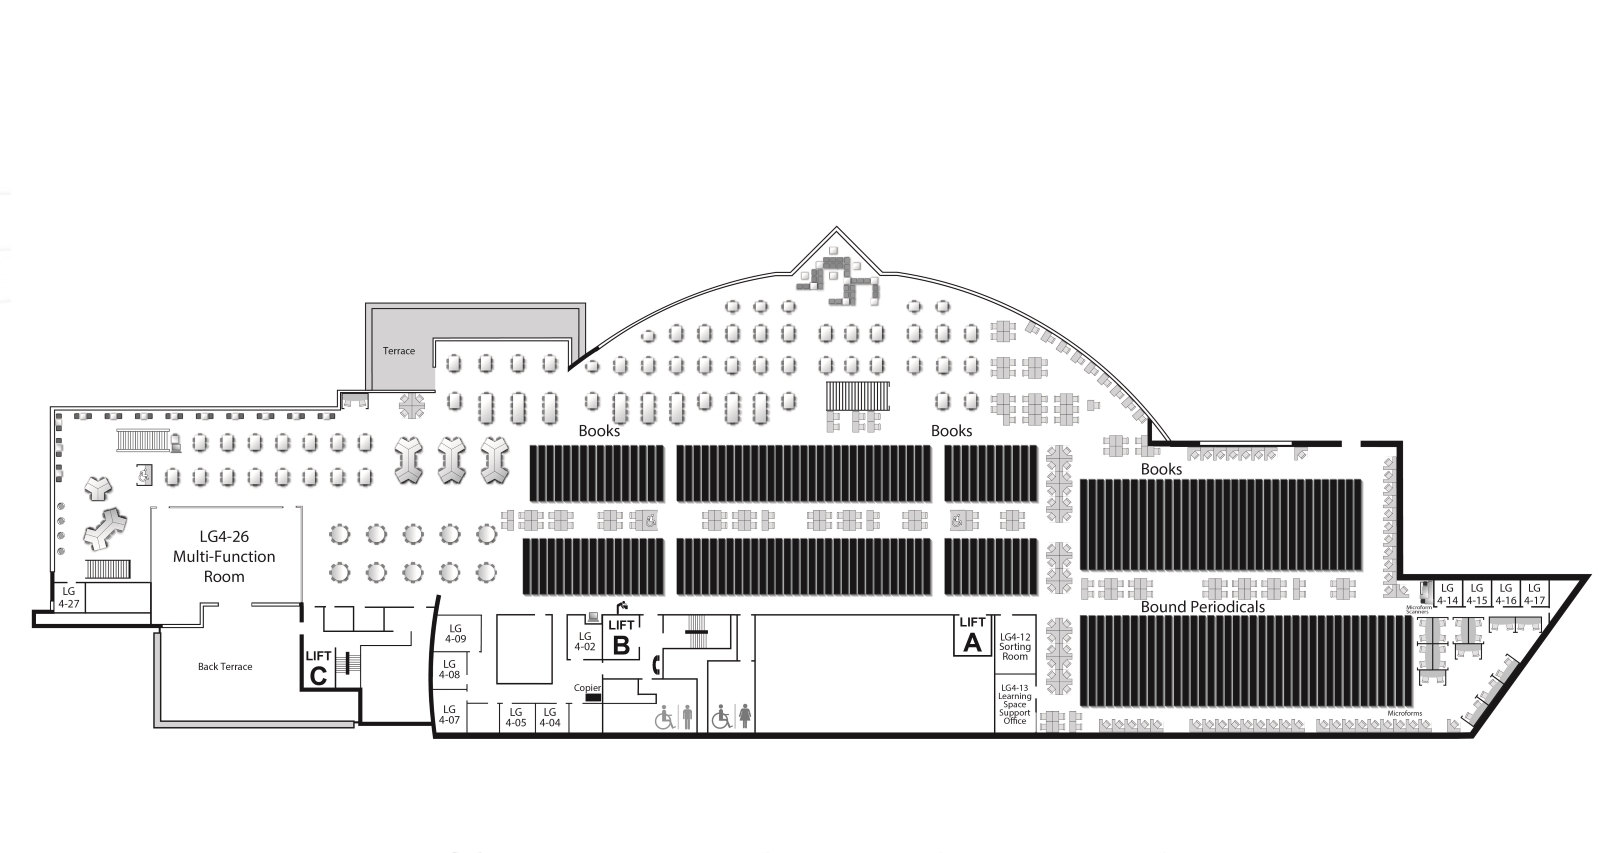 Terrace
Books
Books
Books
LG4-26
Multi-Function
Room
LG
4-27
Bound Periodicals
Microform
Scanners
LG
4-14
LG
4-15
LG
4-16
LG
4-17
LG
4-09
LG
4-02
LIFT
B
LIFT
A
LG4-12
Sorting
Room
Back Terrace
LIFT
C
LG
4-08
Copier
LG4-13
Learning
Space
Support
Office
LG
4-07
LG
4-05
LG
4-04
Microforms